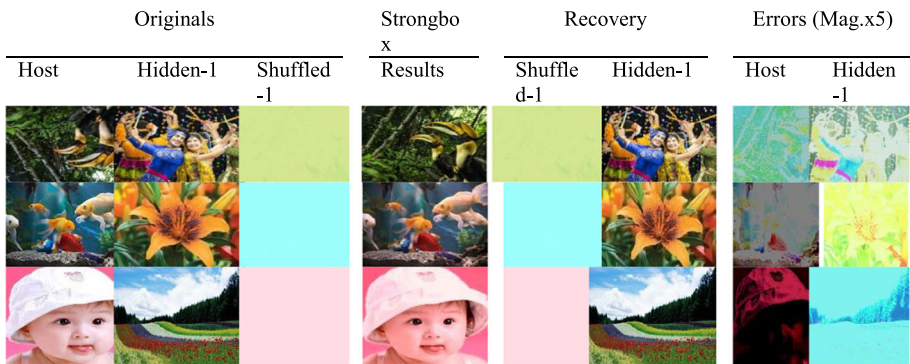 Originals
Strongbo
x
Recovery
Errors (Mag.x5)
Host
Hidden-1
Shuffled
-1
Results
Shuffle
d-1
Hidden-1
Host
Hidden
-1